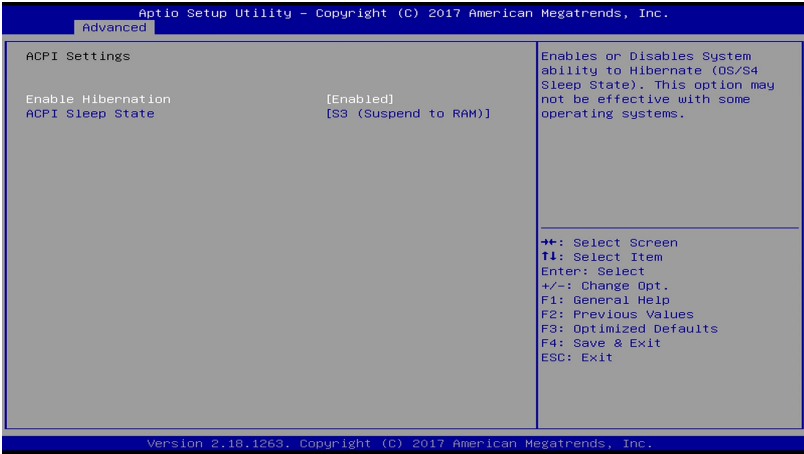 Aptio Setup Utility – Copyright (C) 2017 American Megatrends, Inc.
Advanced
ACPI Settings
Enable Hibernation [Enabled]
ACPI Sleep State [S3 (Suspend to RAM)]
Enables or Disables System
ability to Hibernate (OS/S4
Sleep State). This option may
not be effective with some
operating systems.
→←: Select Screen
↑↓: Select Item
Enter: Select
+/-: Change Opt.
F1: General Help
F2: Previous Values
F3: Optimized Defaults
F4: Save & Exit
ESC: Exit
Version 2.18.1263. Copyright (C) 2017 American Megatrends, Inc.